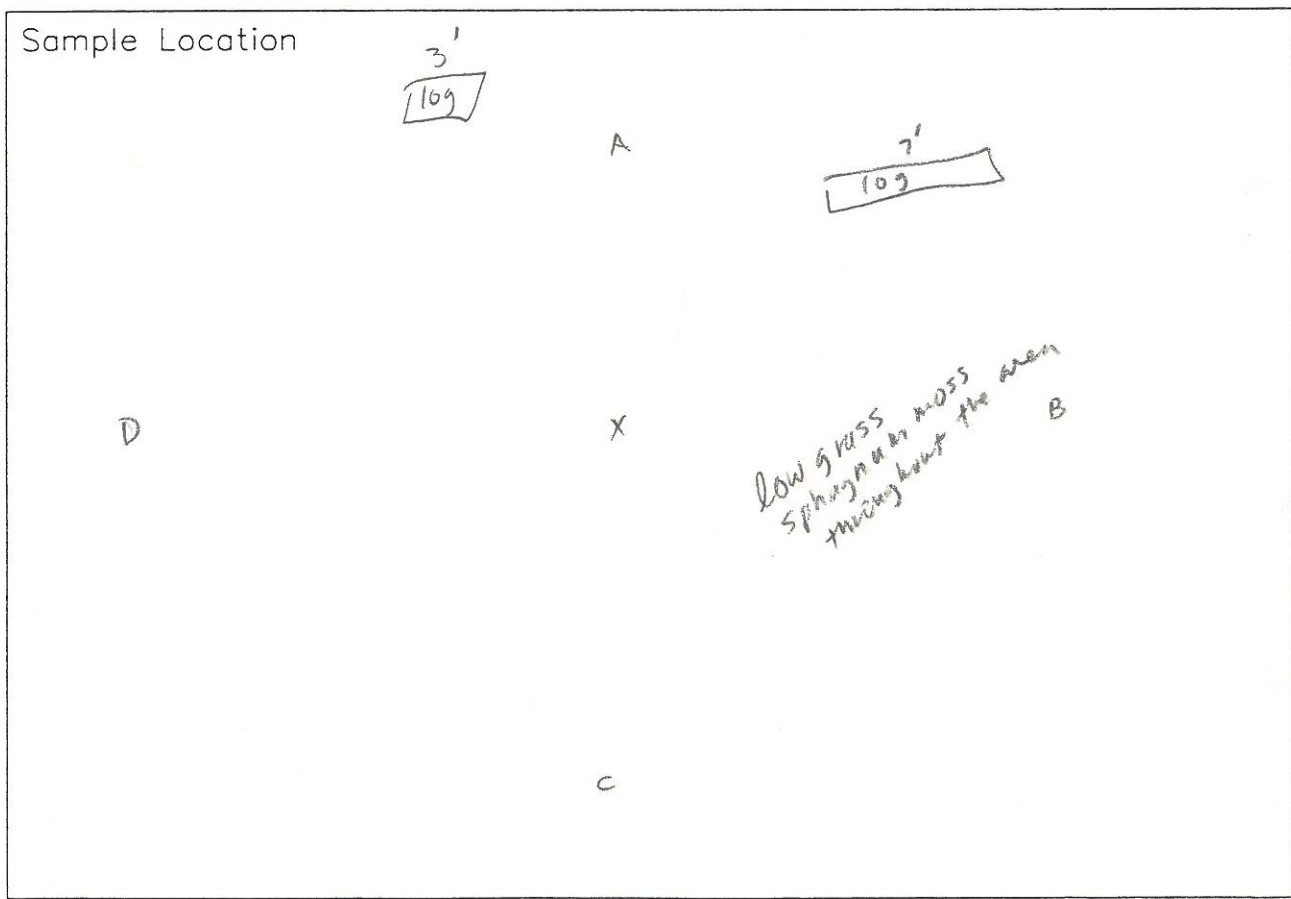 Sample Location
3'
log
A
7'
log
D
X
low grass
sphagnum moss
throughout the area
B
C